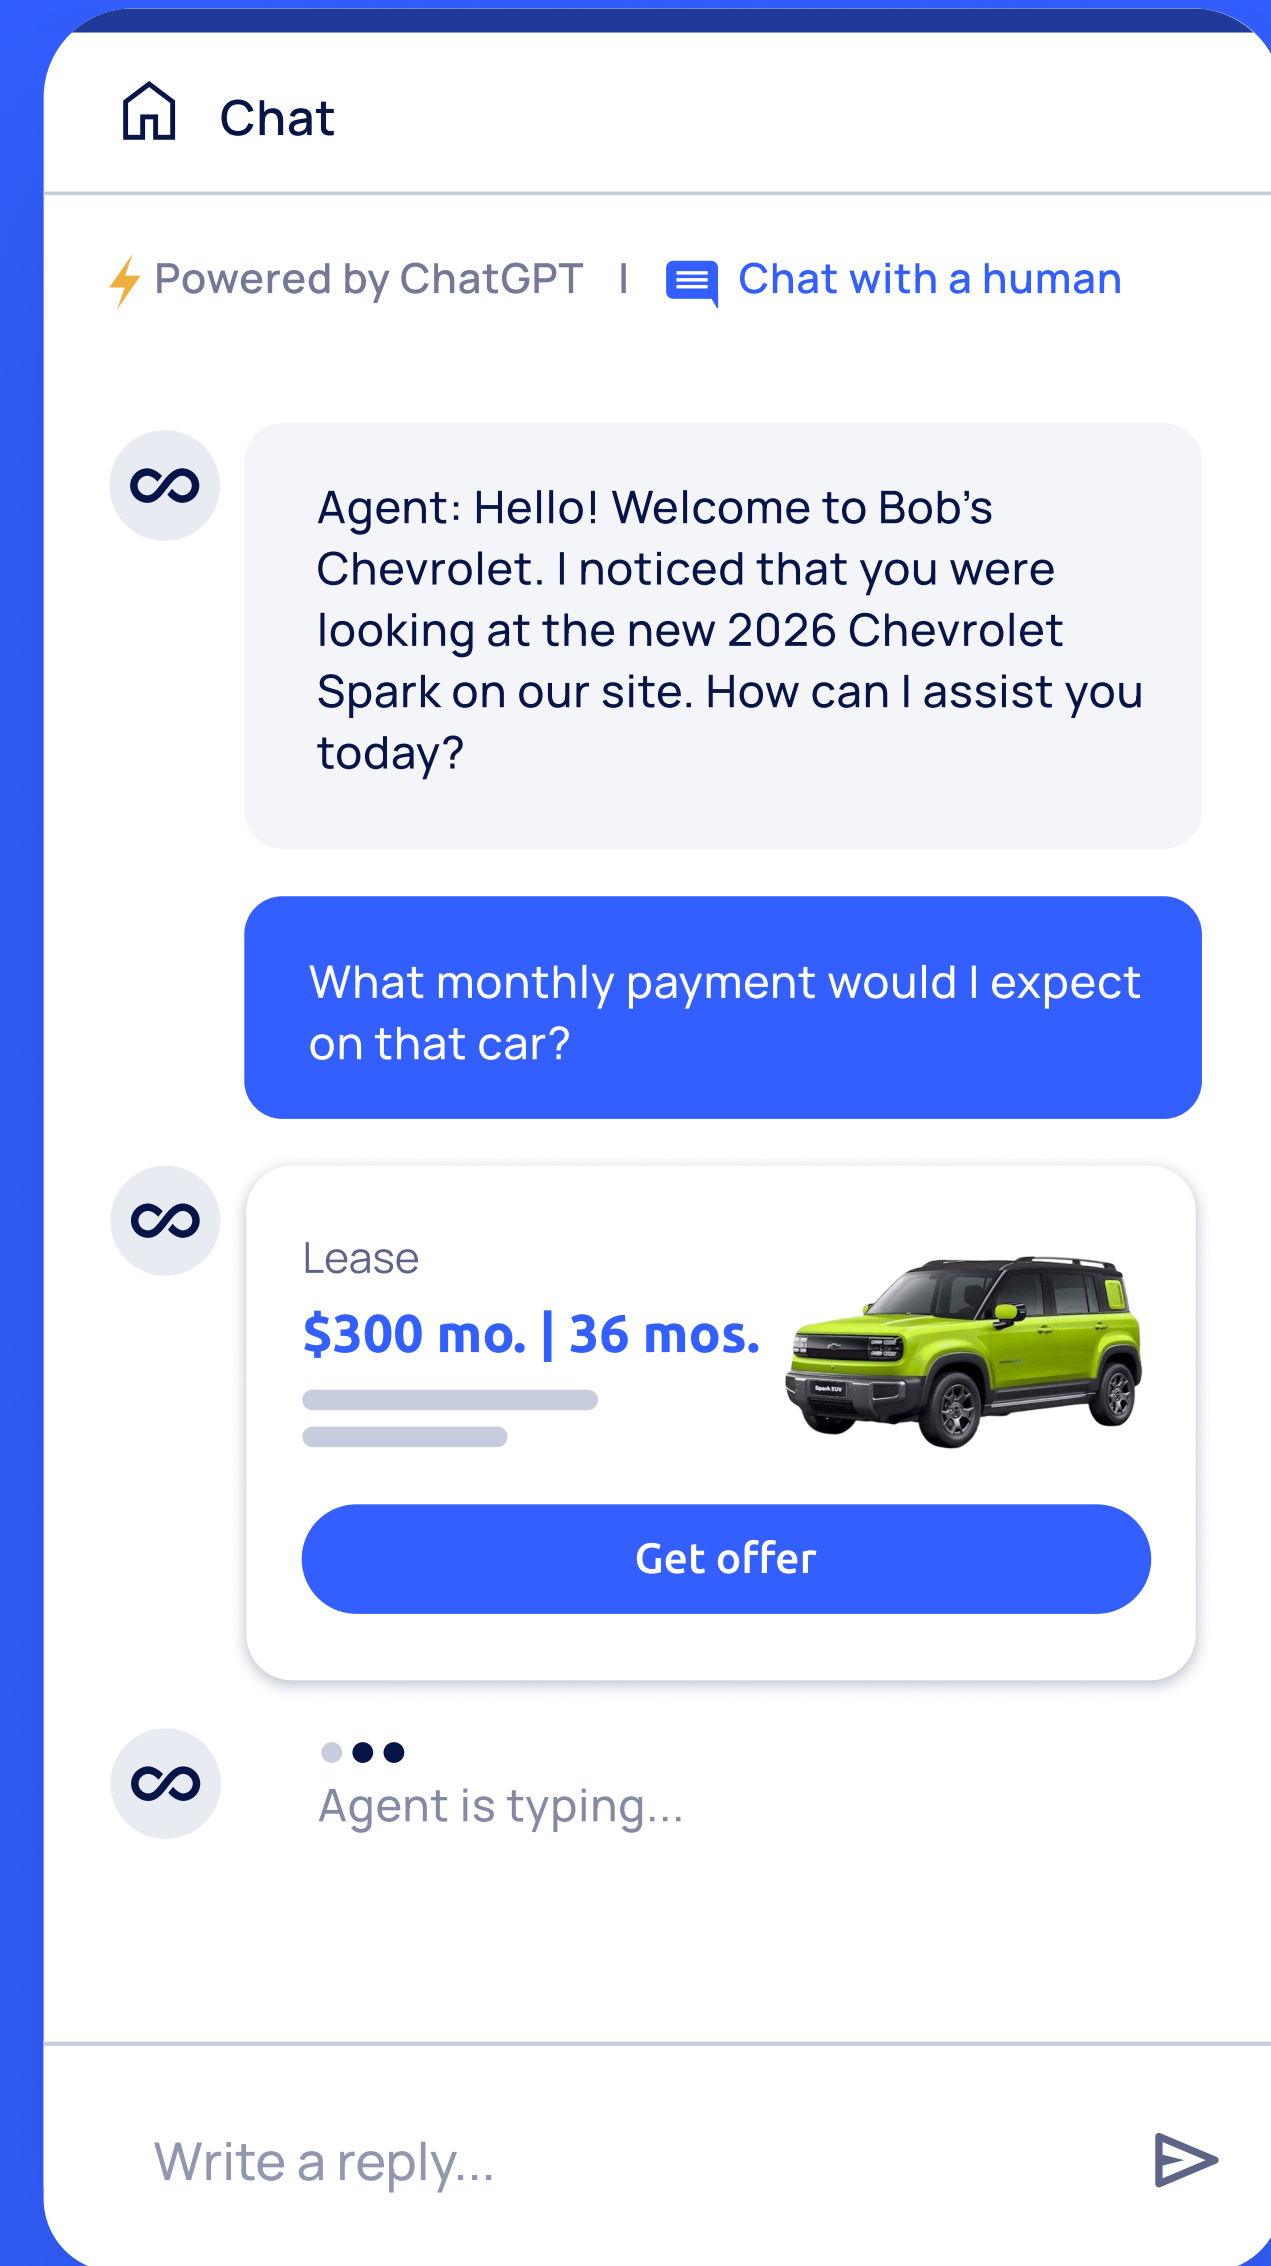 Chat
Powered by ChatGPT | Chat with a human
Agent: Hello! Welcome to Bob’s
Chevrolet. I noticed that you were
looking at the new 2026 Chevrolet
Spark on our site. How can I assist you
today?
What monthly payment would I expect
on that car?
Lease
$300 mo. | 36 mos.
Spark EUV
Get offer
Agent is typing...
Write a reply...